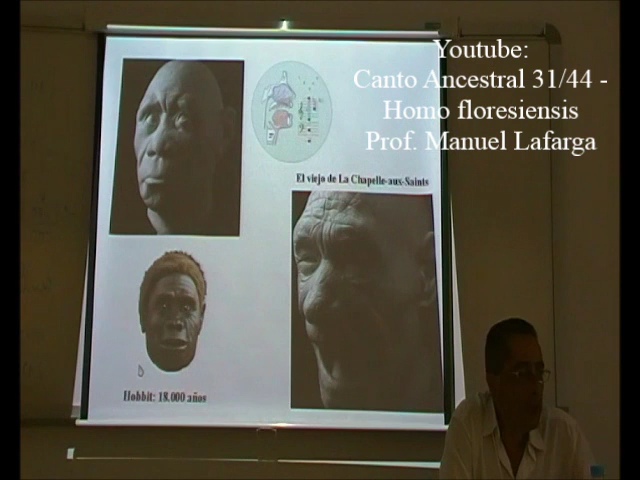 Youtube:
Canto Ancestral 31/44 -
Homo floresiensis
Prof. Manuel Lafarga
El viejo de La Chapelle-aux-Saints
Hobbit: 18.000 años